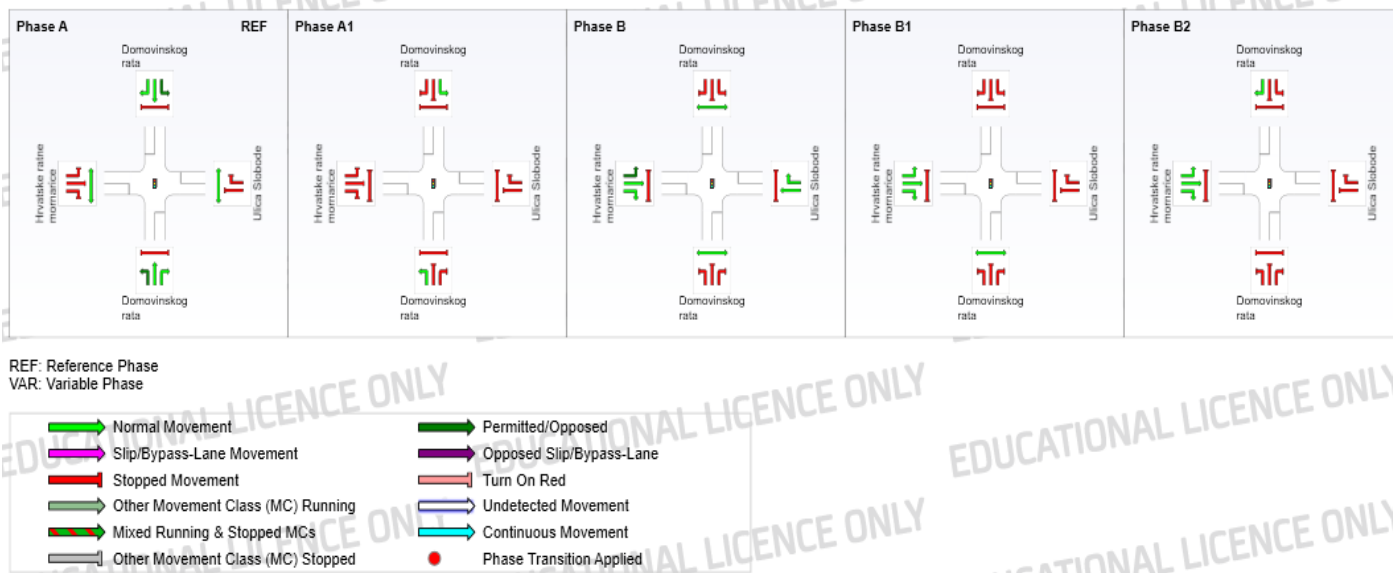 Phase A
REF
Domovinskog
rata
Hrvatske ratne
mornarice
Ulica Slobode
Domovinskog
rata
Phase A1
Domovinskog
rata
Hrvatske ratne
mornarice
Ulica Slobode
Domovinskog
rata
Phase B
Domovinskog
rata
Hrvatske ratne
mornarice
Ulica Slobode
Domovinskog
rata
Phase B1
Domovinskog
rata
Hrvatske ratne
mornarice
Ulica Slobode
Domovinskog
rata
Phase B2
Domovinskog
rata
Hrvatske ratne
mornarice
Ulica Slobode
Domovinskog
rata
REF: Reference Phase
VAR: Variable Phase
Normal Movement
Permitted/Opposed
Slip/Bypass-Lane Movement
Opposed Slip/Bypass-Lane
Stopped Movement
Turn On Red
Other Movement Class (MC) Running
Undetected Movement
Mixed Running & Stopped MCs
Continuous Movement
Other Movement Class (MC) Stopped
Phase Transition Applied
EDUCATIONAL LICENCE ONLY
EDUCATIONAL LICENCE ONLY
EDUCATIONAL LICENCE ONLY